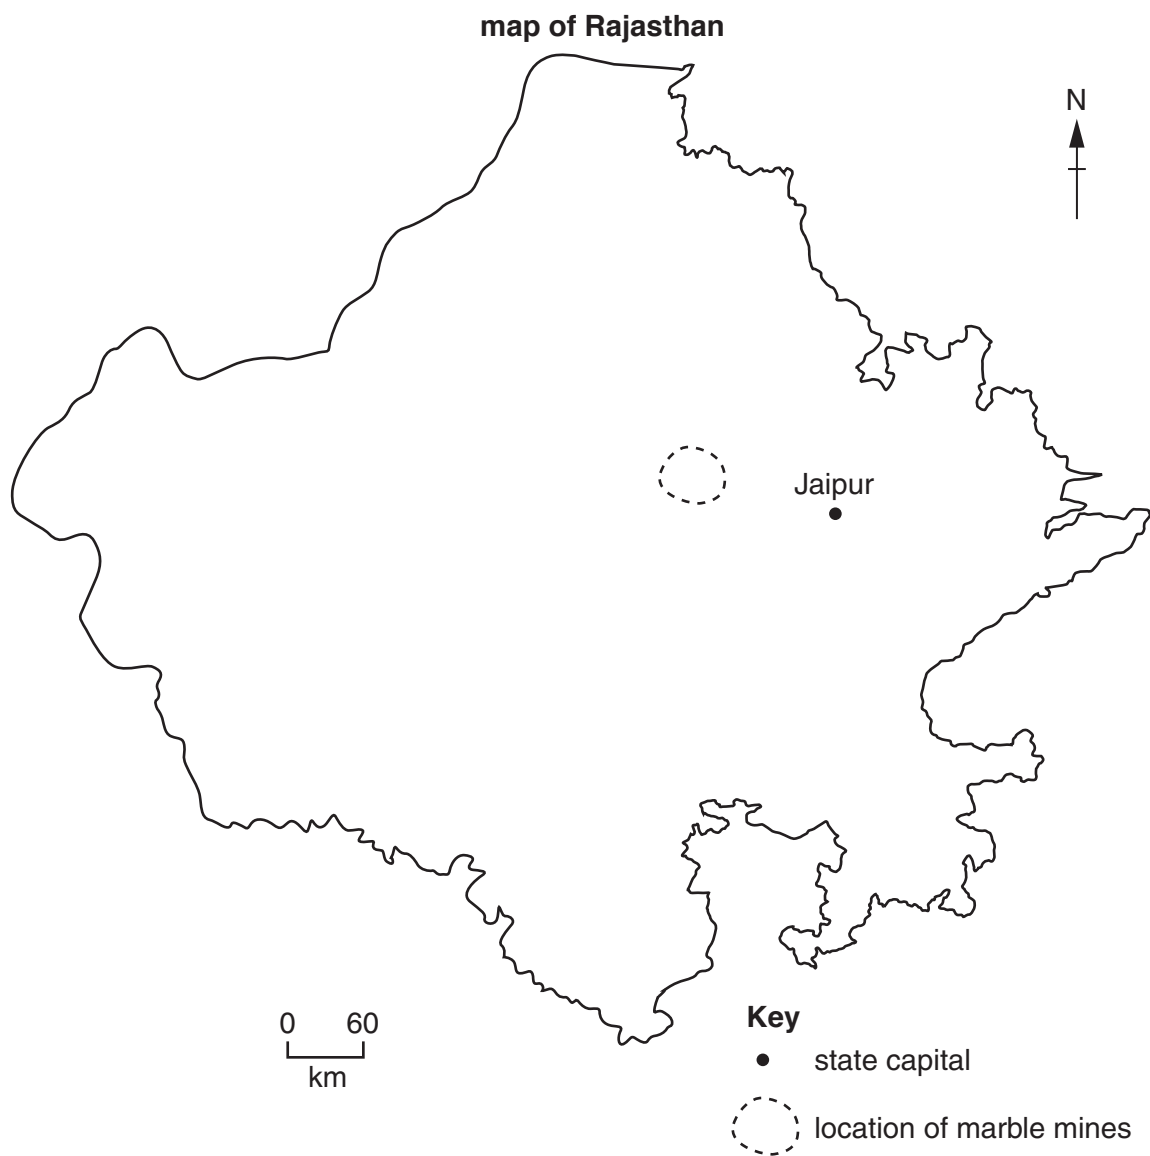 map of Rajasthan
N
Jaipur
0 60
km
Key
state capital
location of marble mines